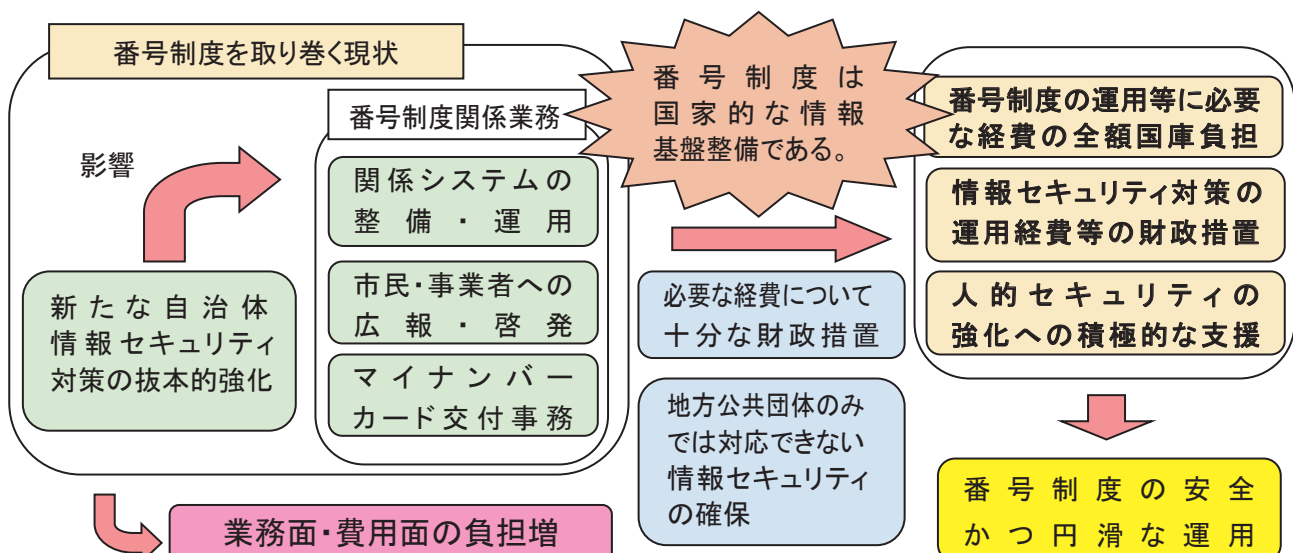 番号制度を取り巻く現状
番号制度関係業務
影響
関係システムの
整備・運用
市民・事業者への
広報・啓発
マイナンバー
カード交付事務
新たな自治体
情報セキュリティ
対策の抜本的強化
業務面・費用面の負担増
番号制度は
国家的な情報
基盤整備である。
必要な経費について
十分な財政措置
地方公共団体のみ
では対応できない
情報セキュリティ
の確保
番号制度の運用等に必要
な経費の全額国庫負担
情報セキュリティ対策の
運用経費等の財政措置
人的セキュリティの
強化への積極的な支援
番号制度の安全
かつ円滑な運用